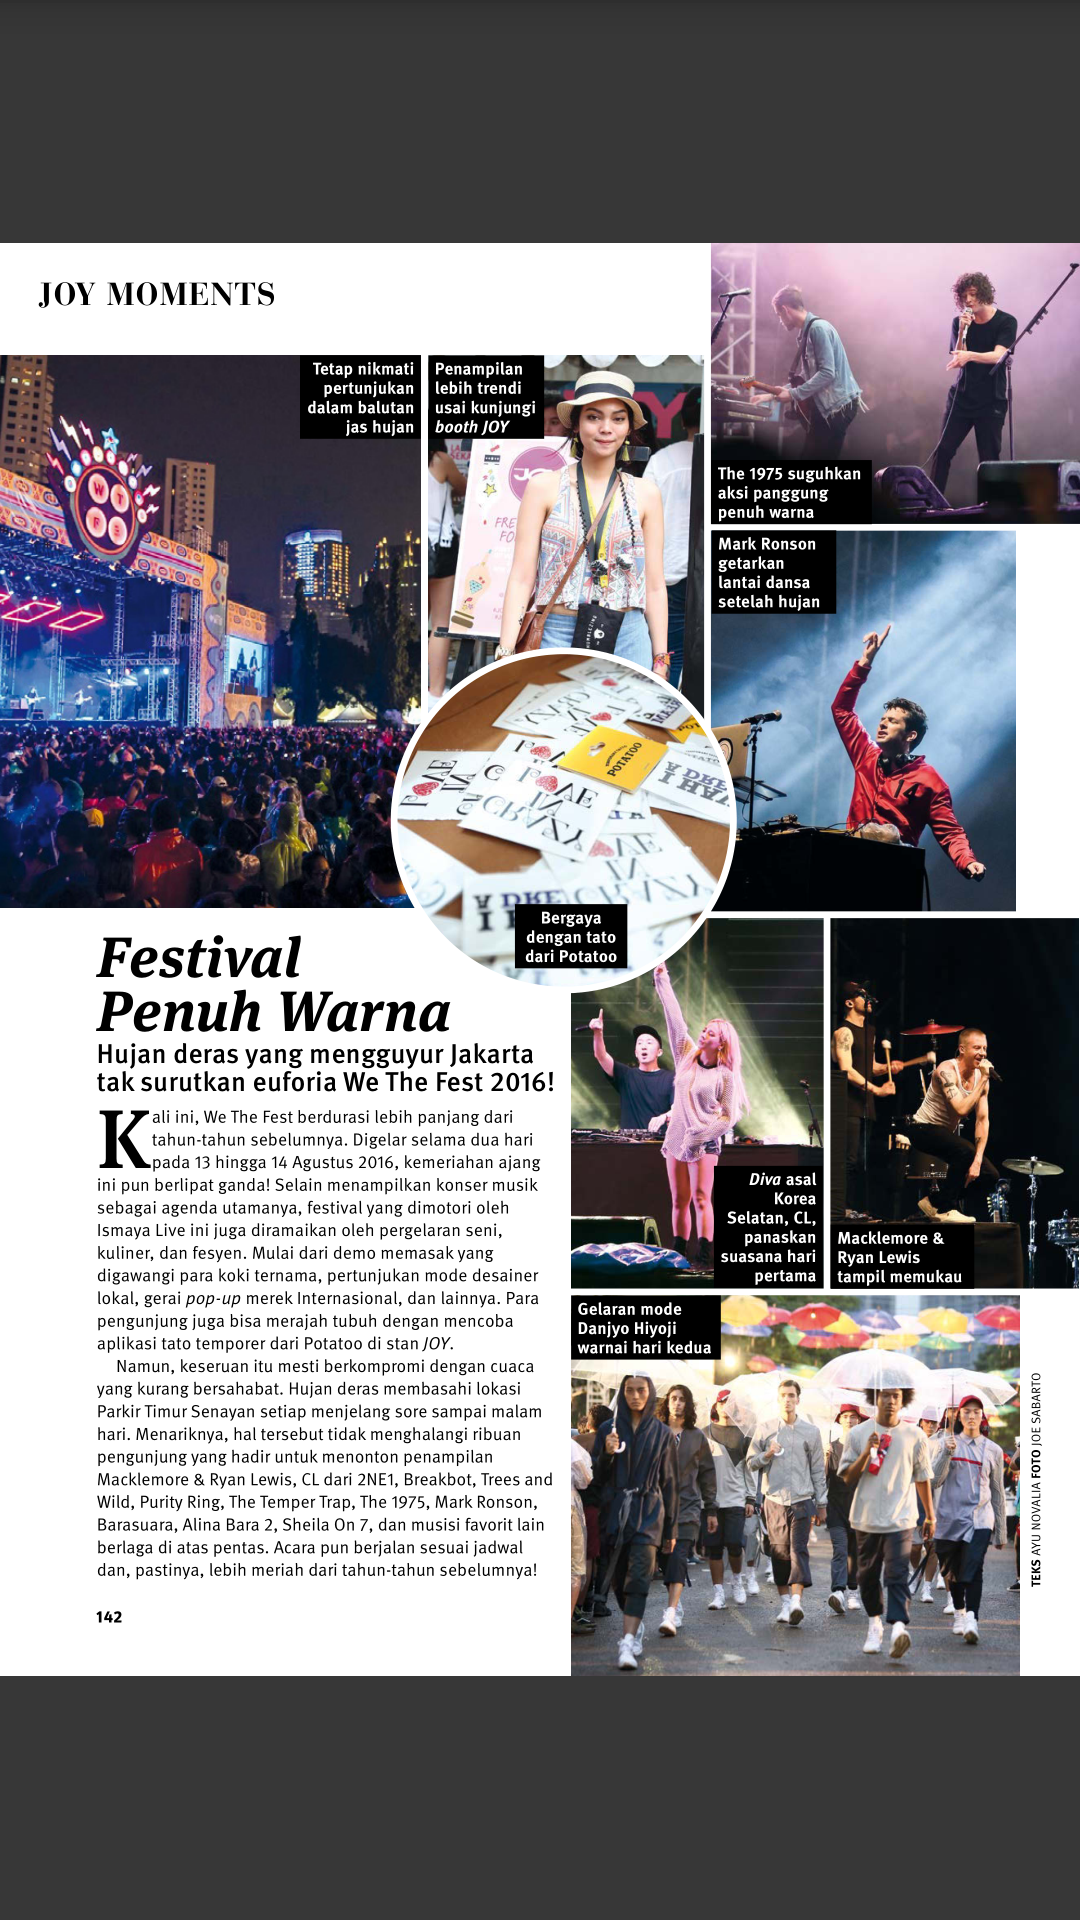 JOY MOMENTS
Tetap nikmati
pertunjukan
dalam balutan
jas hujan
Penampilan
lebih trendi
usai kunjungi
booth JOY
The 1975 suguhkan
aksi panggung
penuh warna
Mark Ronson
getarkan
lantai dansa
setelah hujan
W T
F S
JOY
FRE
FO
14
POTATOO
I LOVE
IN
CRAZY
Bergaya
dengan tato
dari Potatoo
Festival
Penuh Warna
Hujan deras yang mengguyur Jakarta
tak surutkan euforia We The Fest 2016!
Kali ini, We The Fest berdurasi lebih panjang dari
tahun-tahun sebelumnya. Digelar selama dua hari
pada 13 hingga 14 Agustus 2016, kemeriahan ajang
ini pun berlipat ganda! Selain menampilkan konser musik
sebagai agenda utamanya, festival yang dimotori oleh
Ismaya Live ini juga diramaikan oleh pergelaran seni,
kuliner, dan fesyen. Mulai dari demo memasak yang
digawangi para koki ternama, pertunjukan mode desainer
lokal, gerai pop-up merek Internasional, dan lainnya. Para
pengunjung juga bisa merajah tubuh dengan mencoba
aplikasi tato temporer dari Potatoo di stan JOY.
Namun, keseruan itu mesti berkompromi dengan cuaca
yang kurang bersahabat. Hujan deras membasahi lokasi
Parkir Timur Senayan setiap menjelang sore sampai malam
hari. Menariknya, hal tersebut tidak menghalangi ribuan
pengunjung yang hadir untuk menonton penampilan
Macklemore & Ryan Lewis, CL dari 2NE1, Breakbot, Trees and
Wild, Purity Ring, The Temper Trap, The 1975, Mark Ronson,
Barasuara, Alina Bara 2, Sheila On 7, dan musisi favorit lain
berlaga di atas pentas. Acara pun berjalan sesuai jadwal
dan, pastinya, lebih meriah dari tahun-tahun sebelumnya!
Diva asal
Korea
Selatan, CL,
panaskan
suasana hari
pertama
Macklemore &
Ryan Lewis
tampil memukau
Gelaran mode
Danjyo Hiyoji
warnai hari kedua
TEKS AYU NOVALIA FOTO JOE SABARTO
142